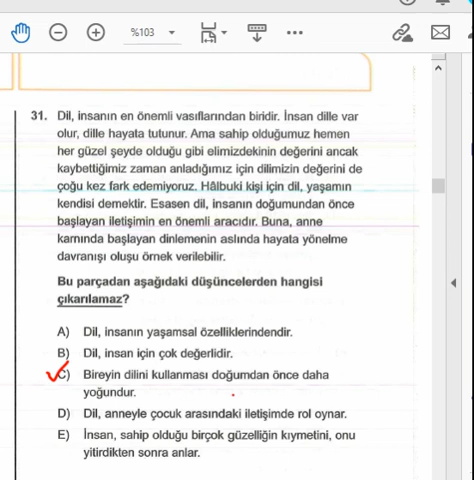 %103
31. Dil, insanın en önemli vasıflarından biridir. İnsan dille var
olur, dille hayata tutunur. Ama sahip olduğumuz hemen
her güzel şeyde olduğu gibi elimizdekinin değerini ancak
kaybettiğimiz zaman anladığımız için dilimizin değerini de
çoğu kez fark edemiyoruz. Hâlbuki kişi için dil, yaşamın
kendisi demektir. Esasen dil, insanın doğumundan önce
başlayan iletişimin en önemli aracıdır. Buna, anne
karnında başlayan dinlemenin aslında hayata yönelme
davranışı oluşu örnek verilebilir.
Bu parçadan aşağıdaki düşüncelerden hangisi
çıkarılamaz?
A) Dil, insanın yaşamsal özelliklerindendir.
B) Dil, insan için çok değerlidir.
C) Bireyin dilini kullanması doğumdan önce daha
yoğundur.
D) Dil, anneyle çocuk arasındaki iletişimde rol oynar.
E) İnsan, sahip olduğu birçok güzelliğin kıymetini, onu
yitirdikten sonra anlar.